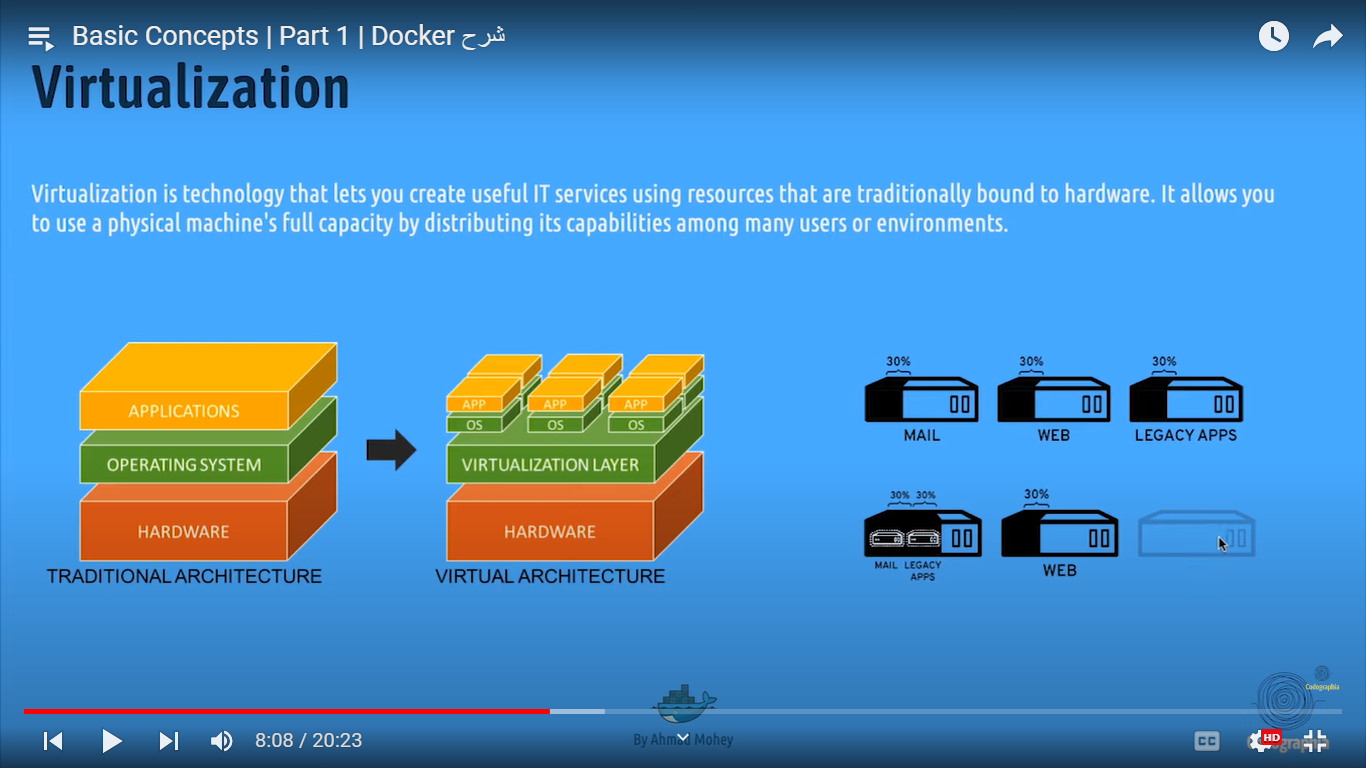 Basic Concepts | Part 1 | Docker شرح
Virtualization
Virtualization is technology that lets you create useful IT services using resources that are traditionally bound to hardware. It allows you
to use a physical machine's full capacity by distributing its capabilities among many users or environments.
APPLICATIONS
OPERATING SYSTEM
HARDWARE
TRADITIONAL ARCHITECTURE
APP APP APP
OS OS OS
VIRTUALIZATION LAYER
HARDWARE
VIRTUAL ARCHITECTURE
30% 30% 30%
MAIL WEB LEGACY APPS
30% 30% 30%
MAIL LEGACY
APPS
WEB
Codographia
8:08 / 20:23
By Ahmad Mohey
CC
HD
Codographia